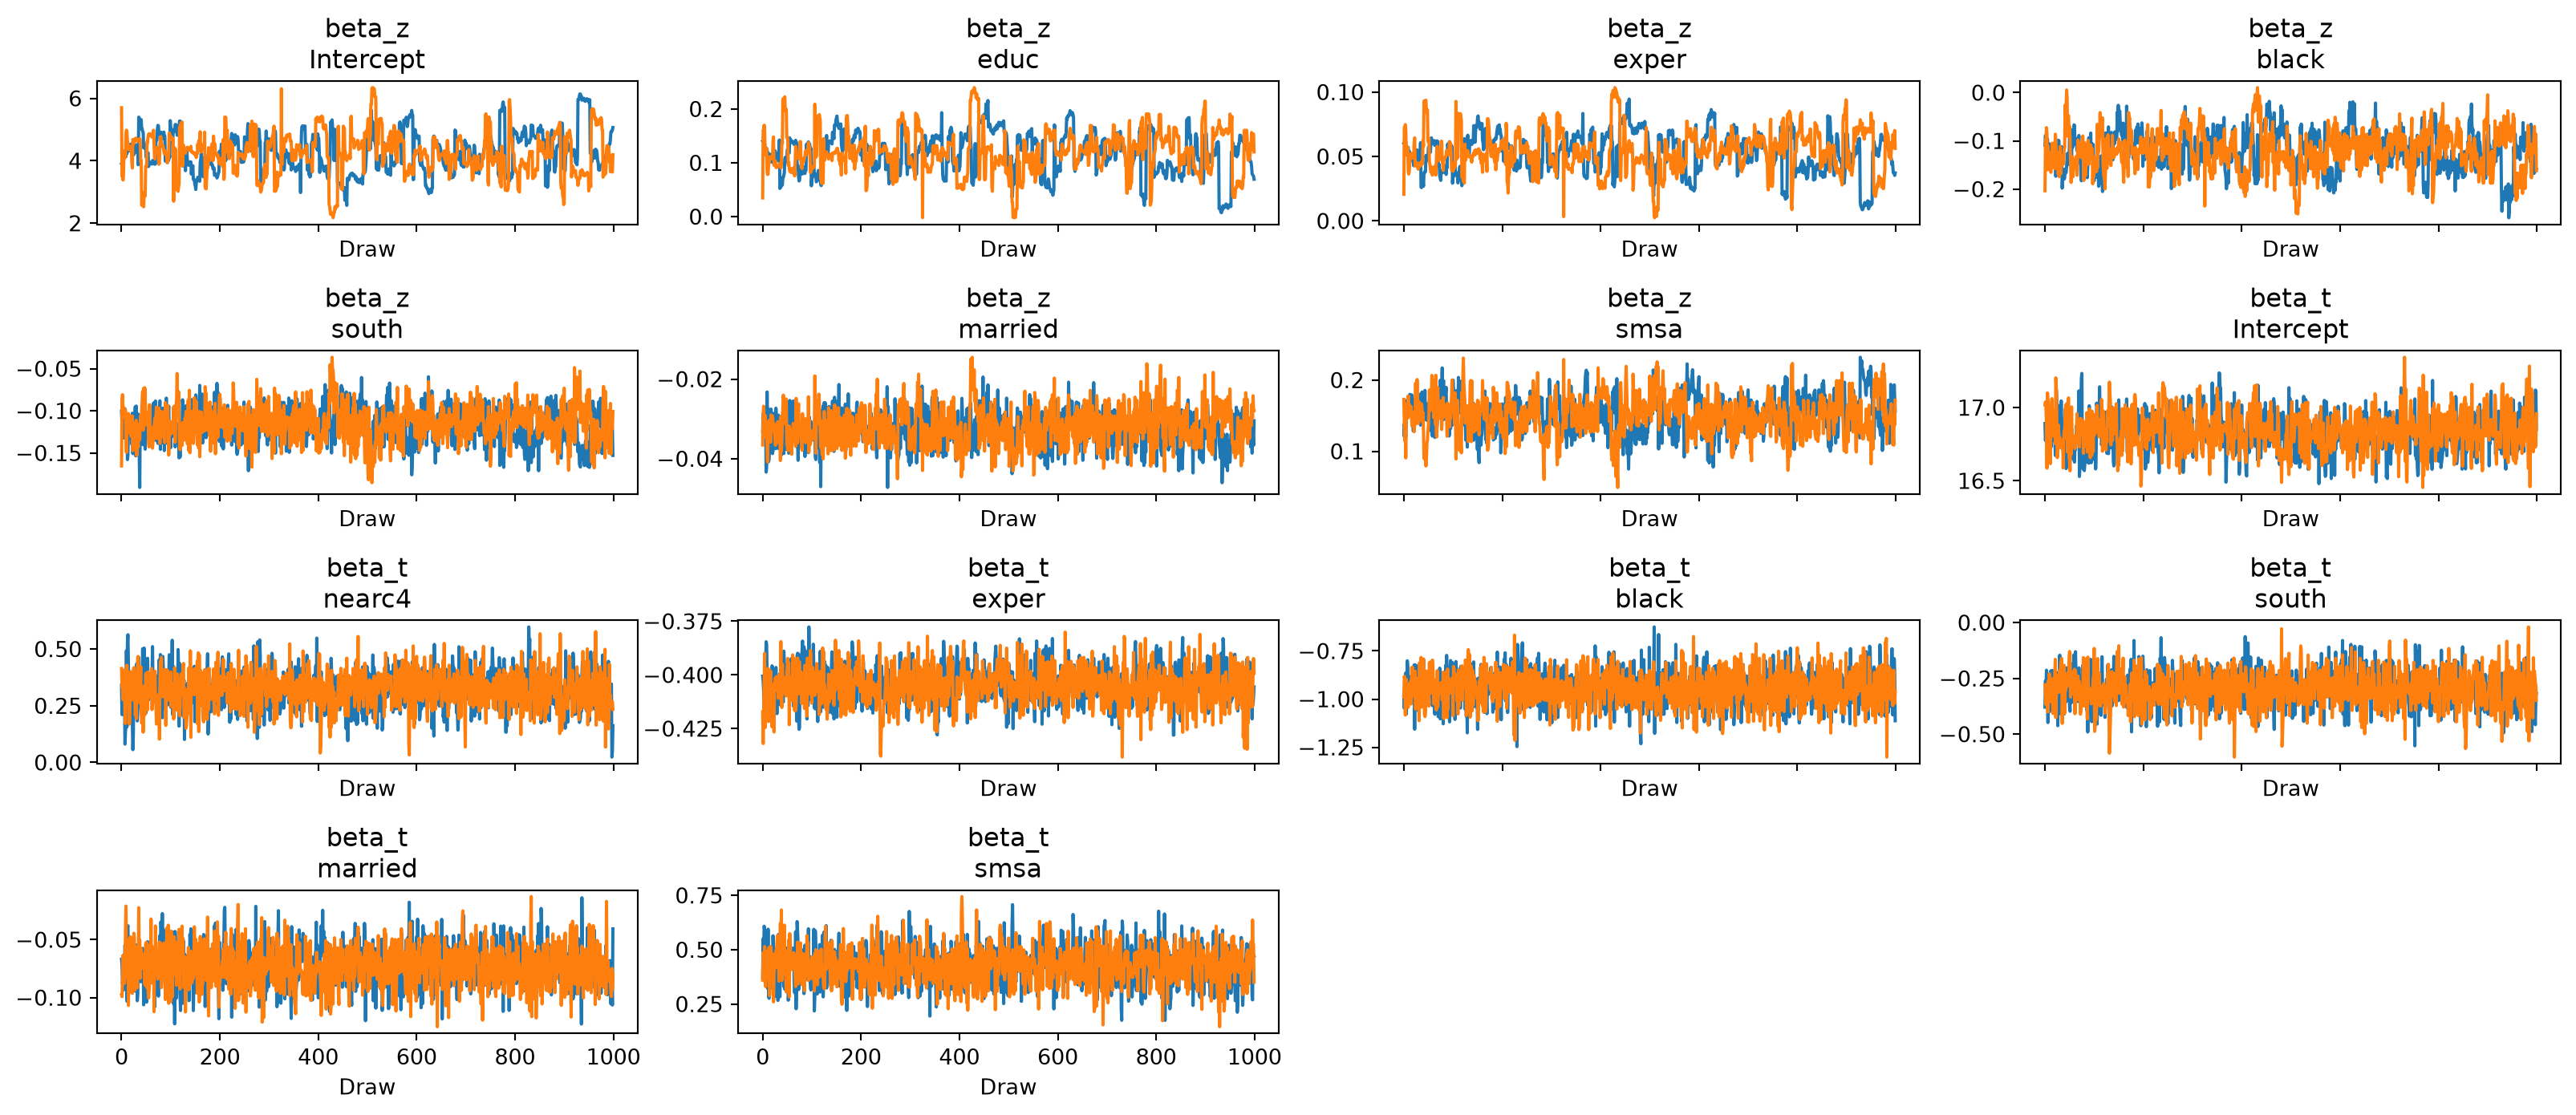 beta_z
Intercept
beta_z
educ
beta_z
exper
beta_z
black
6
4
2
0.2
0.1
0.0
0.10
0.05
0.00
0.0
−0.1
−0.2
Draw
Draw
Draw
Draw
beta_z
south
beta_z
married
beta_z
smsa
beta_t
Intercept
−0.05
−0.10
−0.15
−0.02
−0.04
0.2
0.1
17.0
16.5
Draw
Draw
Draw
Draw
beta_t
nearc4
beta_t
exper
beta_t
black
beta_t
south
0.50
0.25
0.00
−0.375
−0.400
−0.425
−0.75
−1.00
−1.25
0.00
−0.25
−0.50
Draw
Draw
Draw
Draw
beta_t
married
beta_t
smsa
−0.05
−0.10
0.75
0.50
0.25
0 200 400 600 800 1000
0 200 400 600 800 1000
Draw
Draw